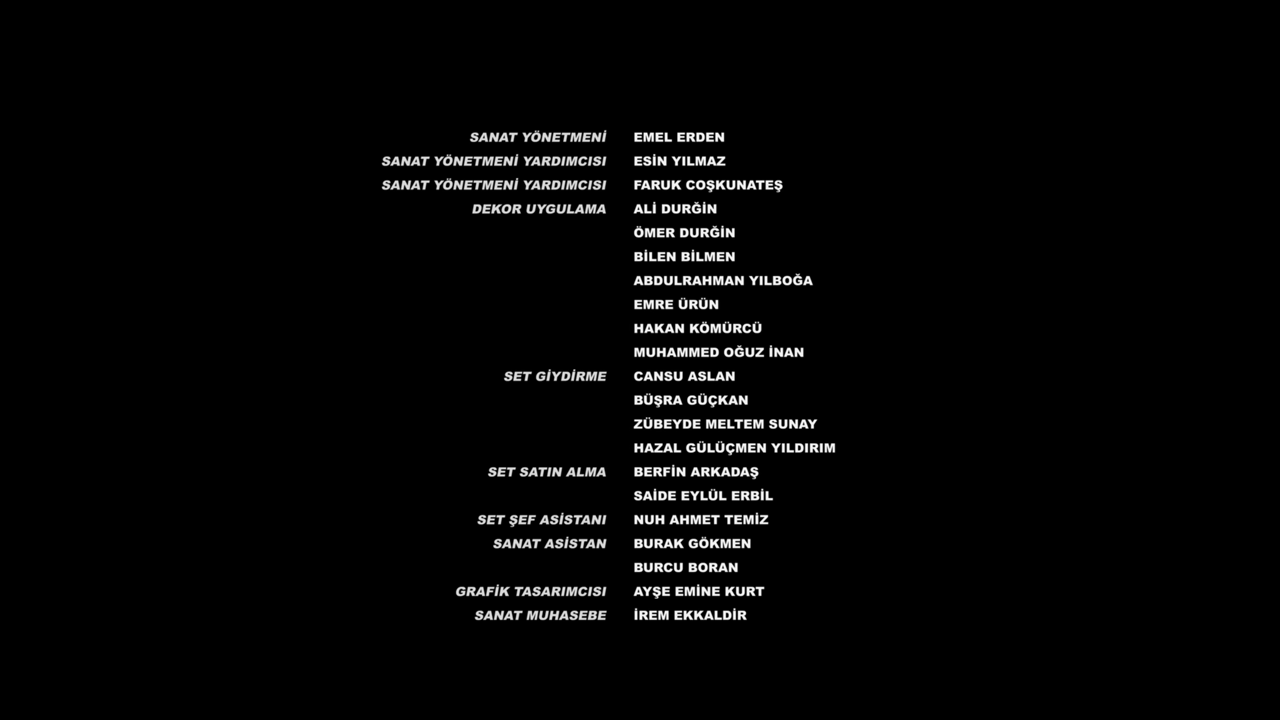 SANAT YÖNETMENİ EMEL ERDEN
SANAT YÖNETMENİ YARDIMCISI ESİN YILMAZ
SANAT YÖNETMENİ YARDIMCISI FARUK COŞKUNATEŞ
DEKOR UYGULAMA ALİ DURĞİN
ÖMER DURĞİN
BİLEN BİLMEN
ABDULRAHMAN YILBOĞA
EMRE ÜRÜN
HAKAN KÖMÜRCÜ
MUHAMMED OĞUZ İNAN
SET GİYDİRME CANSU ASLAN
BÜŞRA GÜÇKAN
ZÜBEYDE MELTEM SUNAY
HAZAL GÜLÜÇMEN YILDIRIM
SET SATIN ALMA BERFİN ARKADAŞ
SAİDE EYLÜL ERBİL
SET ŞEF ASİSTANI NUH AHMET TEMİZ
SANAT ASİSTAN BURAK GÖKMEN
BURCU BORAN
GRAFİK TASARIMCISI AYŞE EMİNE KURT
SANAT MUHASEBE İREM EKKALDİR